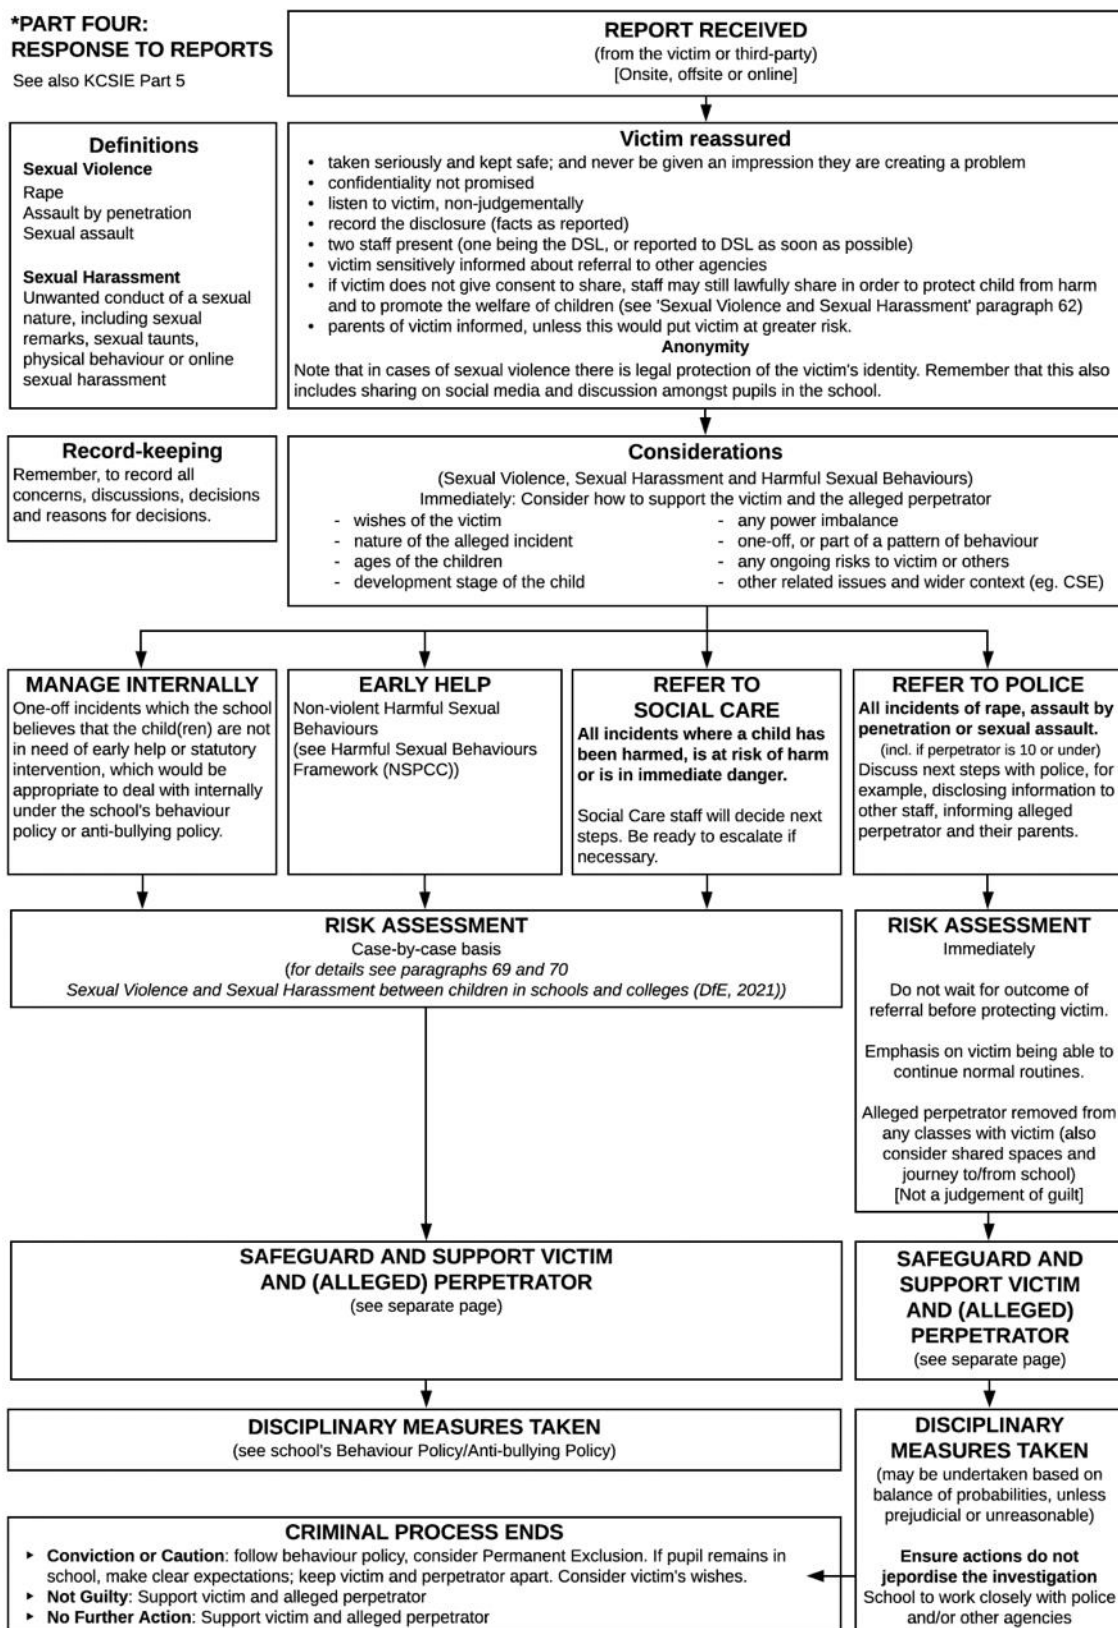 *PART FOUR:
RESPONSE TO REPORTS
See also KCSIE Part 5
REPORT RECEIVED
(from the victim or third-party)
[Onsite, offsite or online]
Definitions
Sexual Violence
Rape
Assault by penetration
Sexual assault
Sexual Harassment
Unwanted conduct of a sexual
nature, including sexual
remarks, sexual taunts,
physical behaviour or online
sexual harassment
Victim reassured
• taken seriously and kept safe; and never be given an impression they are creating a problem
• confidentiality not promised
• listen to victim, non-judgementally
• record the disclosure (facts as reported)
• two staff present (one being the DSL, or reported to DSL as soon as possible)
• victim sensitively informed about referral to other agencies
• if victim does not give consent to share, staff may still lawfully share in order to protect child from harm
and to promote the welfare of children (see 'Sexual Violence and Sexual Harassment' paragraph 62)
• parents of victim informed, unless this would put victim at greater risk.
Anonymity
Note that in cases of sexual violence there is legal protection of the victim's identity. Remember that this also
includes sharing on social media and discussion amongst pupils in the school.
Record-keeping
Remember, to record all
concerns, discussions, decisions
and reasons for decisions.
Considerations
(Sexual Violence, Sexual Harassment and Harmful Sexual Behaviours)
Immediately: Consider how to support the victim and the alleged perpetrator
- wishes of the victim
- nature of the alleged incident
- ages of the children
- development stage of the child
- any power imbalance
- one-off, or part of a pattern of behaviour
- any ongoing risks to victim or others
- other related issues and wider context (eg. CSE)
MANAGE INTERNALLY
One-off incidents which the school
believes that the child(ren) are not
in need of early help or statutory
intervention, which would be
appropriate to deal with internally
under the school's behaviour
policy or anti-bullying policy.
EARLY HELP
Non-violent Harmful Sexual
Behaviours
(see Harmful Sexual Behaviours
Framework (NSPCC))
REFER TO
SOCIAL CARE
All incidents where a child has
been harmed, is at risk of harm
or is in immediate danger.
Social Care staff will decide next
steps. Be ready to escalate if
necessary.
REFER TO POLICE
All incidents of rape, assault by
penetration or sexual assault.
(incl. if perpetrator is 10 or under)
Discuss next steps with police, for
example, disclosing information to
other staff, informing alleged
perpetrator and their parents.
RISK ASSESSMENT
Case-by-case basis
(for details see paragraphs 69 and 70
Sexual Violence and Sexual Harassment between children in schools and colleges (DfE, 2021))
RISK ASSESSMENT
Immediately
Do not wait for outcome of
referral before protecting victim.
Emphasis on victim being able to
continue normal routines.
Alleged perpetrator removed from
any classes with victim (also
consider shared spaces and
journey to/from school)
[Not a judgement of guilt]
SAFEGUARD AND SUPPORT VICTIM
AND (ALLEGED) PERPETRATOR
(see separate page)
SAFEGUARD AND
SUPPORT VICTIM
AND (ALLEGED)
PERPETRATOR
(see separate page)
DISCIPLINARY MEASURES TAKEN
(see school's Behaviour Policy/Anti-bullying Policy)
DISCIPLINARY
MEASURES TAKEN
(may be undertaken based on
balance of probabilities, unless
prejudicial or unreasonable)
Ensure actions do not
jepordise the investigation
School to work closely with police
and/or other agencies
CRIMINAL PROCESS ENDS
▸ Conviction or Caution: follow behaviour policy, consider Permanent Exclusion. If pupil remains in
school, make clear expectations; keep victim and perpetrator apart. Consider victim's wishes.
▸ Not Guilty: Support victim and alleged perpetrator
▸ No Further Action: Support victim and alleged perpetrator